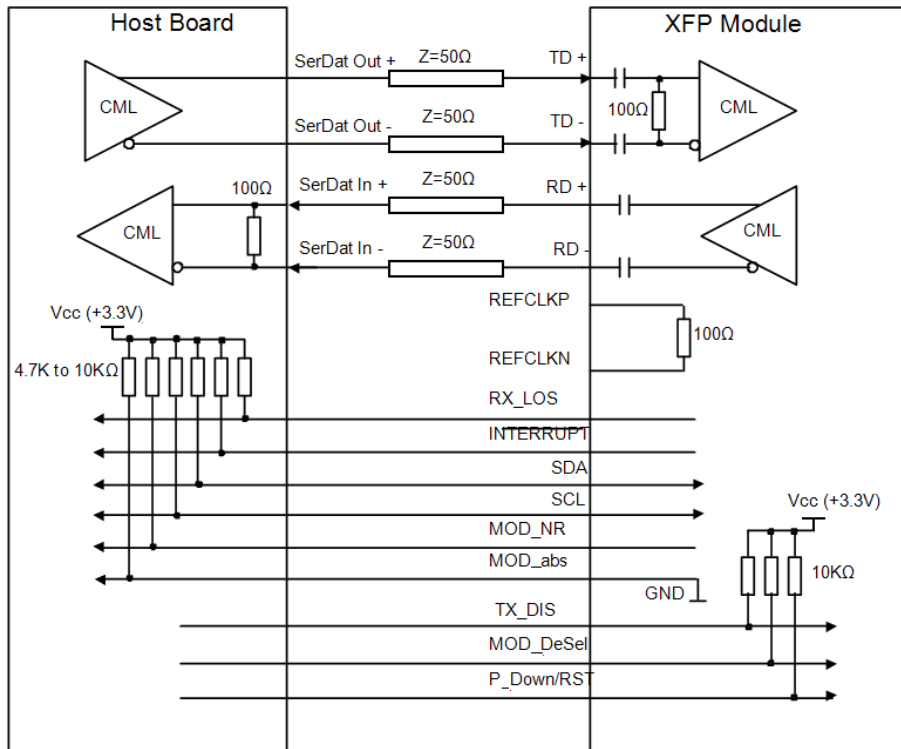 Host Board
XFP Module
SerDat Out +
Z=50Ω
TD +
CML
100Ω
CML
SerDat Out -
Z=50Ω
TD -
SerDat In +
Z=50Ω
RD +
100Ω
CML
CML
SerDat In -
Z=50Ω
RD -
REFCLKP
Vcc (+3.3V)
100Ω
REFCLKN
4.7K to 10KΩ
RX_LOS
INTERRUPT
SDA
SCL
Vcc (+3.3V)
MOD_NR
MOD_abs
10KΩ
GND
TX_DIS
MOD_DeSel
P_Down/RST